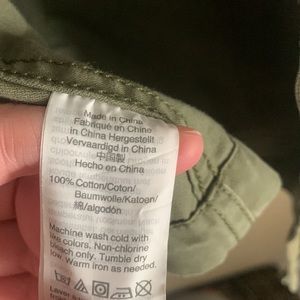 Made in China
Fabriqué en China
in China Hergestellt
Vervaardigd in China
中国製
Hecho en China
100% Cotton/Coton/
Baumwolle/Katoen/
綿/algodón
Machine wash cold with
like colors. Non-chlorine
bleach only. Tumble dry
low. Warm iron as needed.